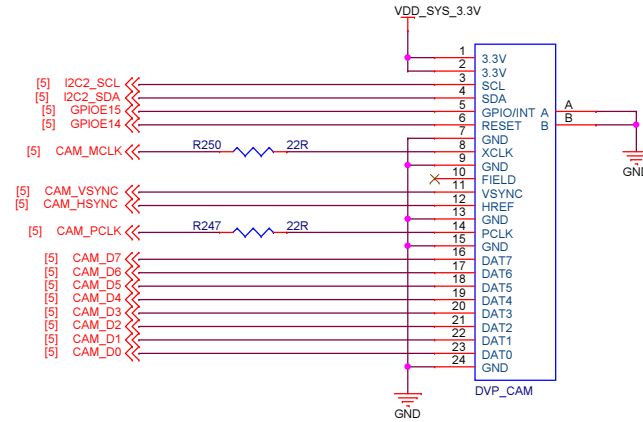 VDD_SYS_3.3V
1 3.3V
2 3.3V
[5] I2C2_SCL 3 SCL
[5] I2C2_SDA 4 SDA
[5] GPIOE15 5 GPIO/INT A A
[5] GPIOE14 6 RESET B B
7 GND
[5] CAM_MCLK R250 22R 8 XCLK
9 GND
GND
10 FIELD
[5] CAM_VSYNC 11 VSYNC
[5] CAM_HSYNC 12 HREF
13 GND
[5] CAM_PCLK R247 22R 14 PCLK
15 GND
[5] CAM_D7 16 DAT7
[5] CAM_D6 17 DAT6
[5] CAM_D5 18 DAT5
[5] CAM_D4 19 DAT4
[5] CAM_D3 20 DAT3
[5] CAM_D2 21 DAT2
[5] CAM_D1 22 DAT1
[5] CAM_D0 23 DAT0
24 GND
DVP_CAM
GND